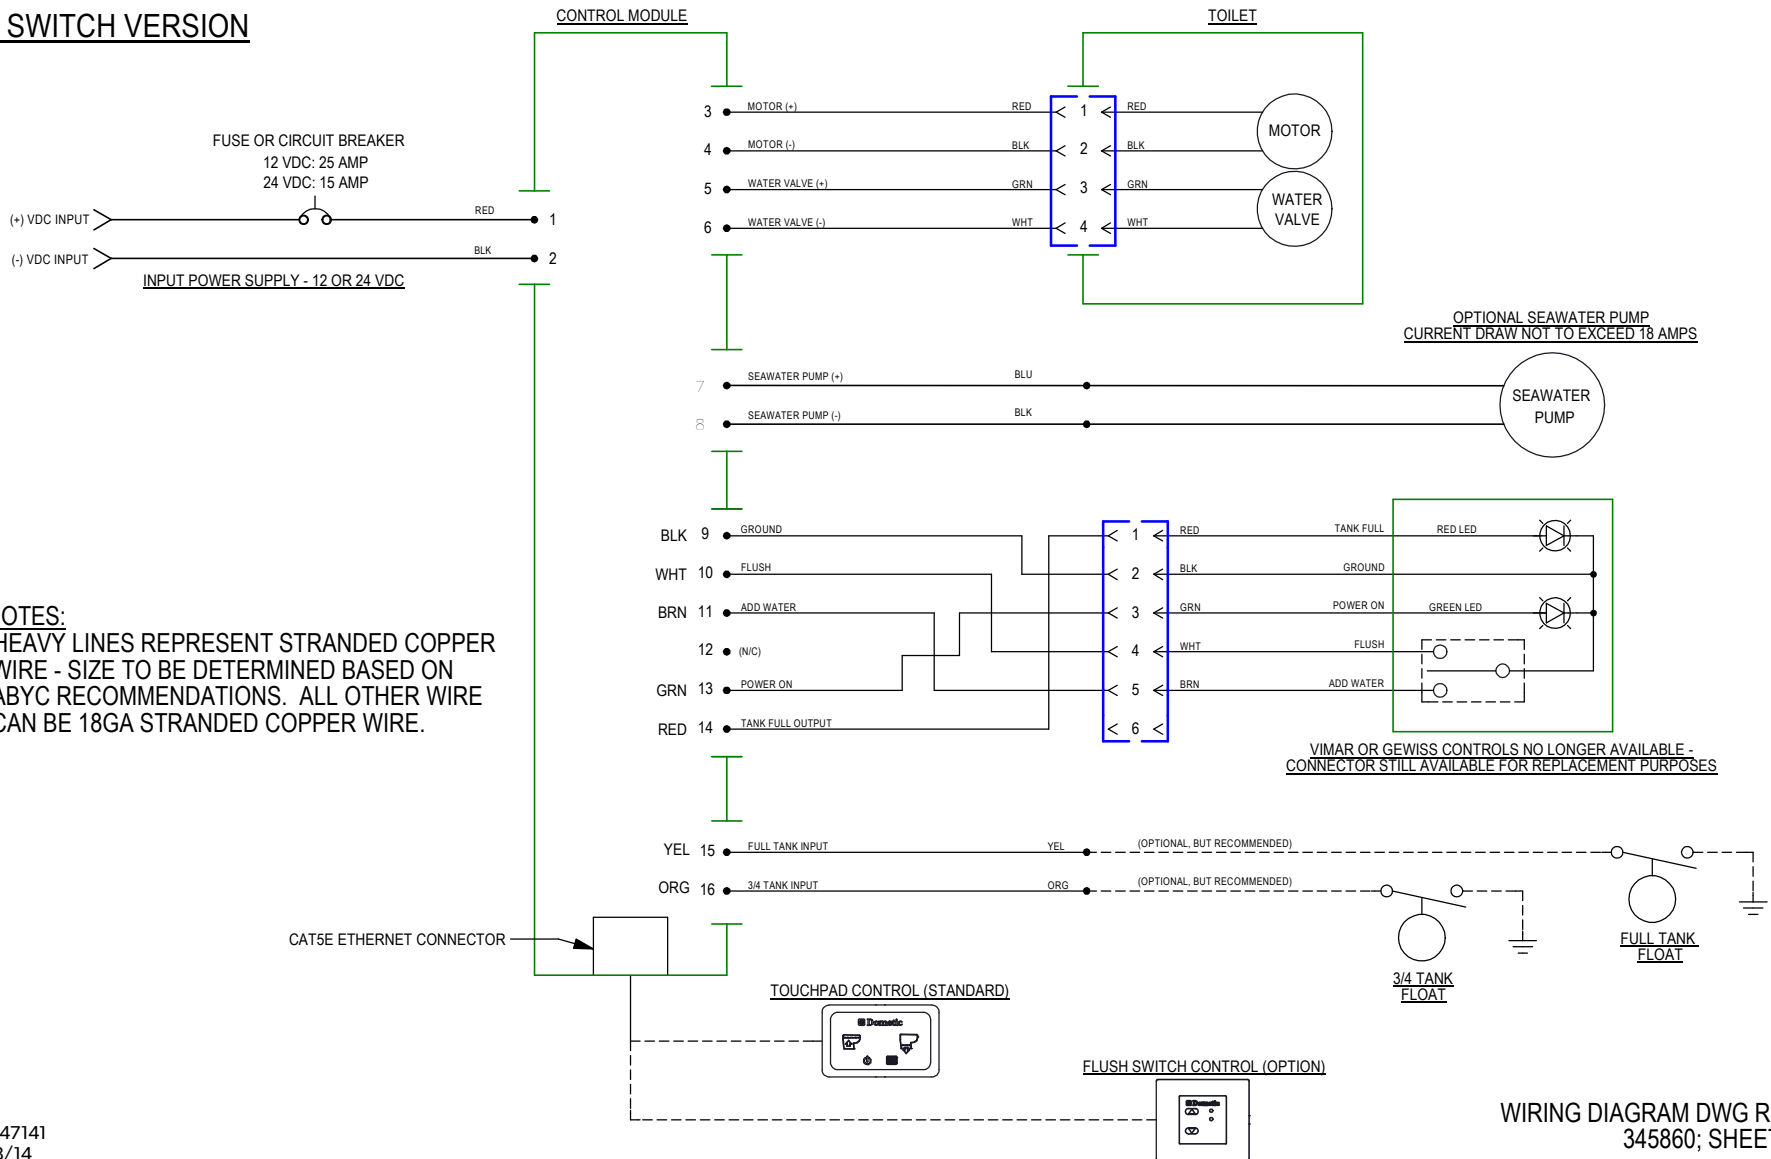 SWITCH VERSION
CONTROL MODULE
TOILET
FUSE OR CIRCUIT BREAKER
12 VDC: 25 AMP
24 VDC: 15 AMP
(+) VDC INPUT
RED
1
(-) VDC INPUT
BLK
2
INPUT POWER SUPPLY - 12 OR 24 VDC
3 MOTOR (+) RED 1 RED
4 MOTOR (-) BLK 2 BLK
MOTOR
5 WATER VALVE (+) GRN 3 GRN
6 WATER VALVE (-) WHT 4 WHT
WATER
VALVE
OPTIONAL SEAWATER PUMP
CURRENT DRAW NOT TO EXCEED 18 AMPS
7 SEAWATER PUMP (+) BLU
8 SEAWATER PUMP (-) BLK
SEAWATER
PUMP
BLK 9 GROUND 1 RED TANK FULL RED LED
WHT 10 FLUSH 2 BLK GROUND
BRN 11 ADD WATER 3 GRN POWER ON GREEN LED
12 (N/C) 4 WHT FLUSH
GRN 13 POWER ON 5 BRN ADD WATER
RED 14 TANK FULL OUTPUT 6
VIMAR OR GEWISS CONTROLS NO LONGER AVAILABLE -
CONNECTOR STILL AVAILABLE FOR REPLACEMENT PURPOSES
OTES:
HEAVY LINES REPRESENT STRANDED COPPER
WIRE - SIZE TO BE DETERMINED BASED ON
ABYC RECOMMENDATIONS. ALL OTHER WIRE
CAN BE 18GA STRANDED COPPER WIRE.
YEL 15 FULL TANK INPUT YEL (OPTIONAL, BUT RECOMMENDED)
ORG 16 3/4 TANK INPUT ORG (OPTIONAL, BUT RECOMMENDED)
FULL TANK
FLOAT
3/4 TANK
FLOAT
CAT5E ETHERNET CONNECTOR
TOUCHPAD CONTROL (STANDARD)
Dometic
FLUSH SWITCH CONTROL (OPTION)
Dometic
47141
/14
WIRING DIAGRAM DWG R
345860; SHEET